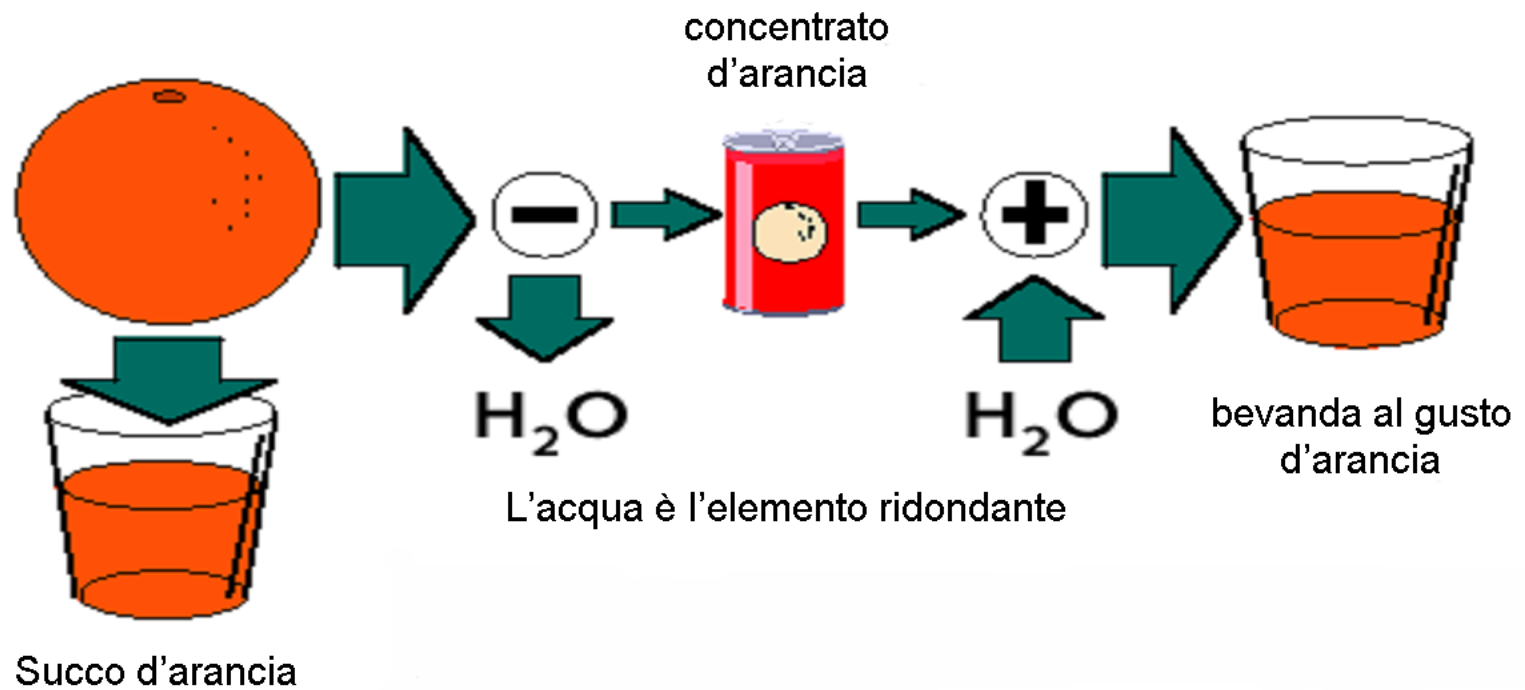 concentrato
d’arancia
H₂O
H₂O
bevanda al gusto
d’arancia
L’acqua è l’elemento ridondante
Succo d’arancia